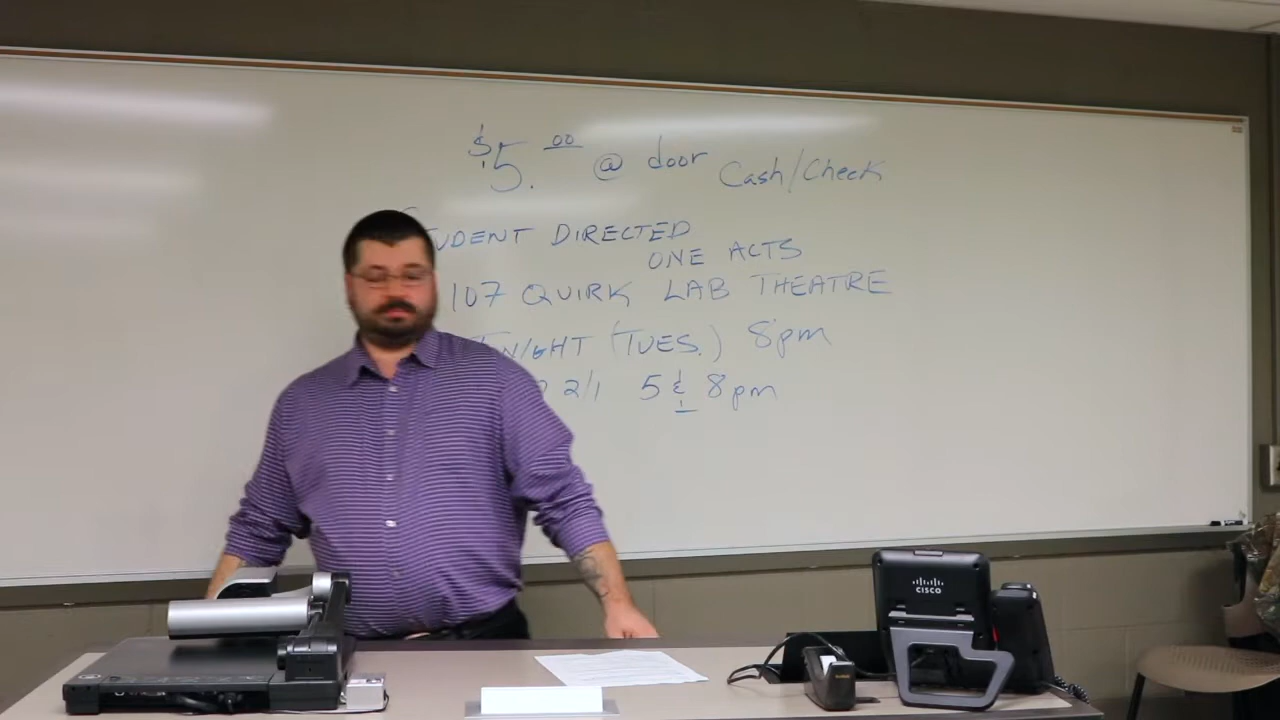 $5.00 @ door Cash/Check
STUDENT DIRECTED
ONE ACTS
107 QUIRK LAB THEATRE
(TUES.) 8pm
2/1 5 & 8pm
CISCO